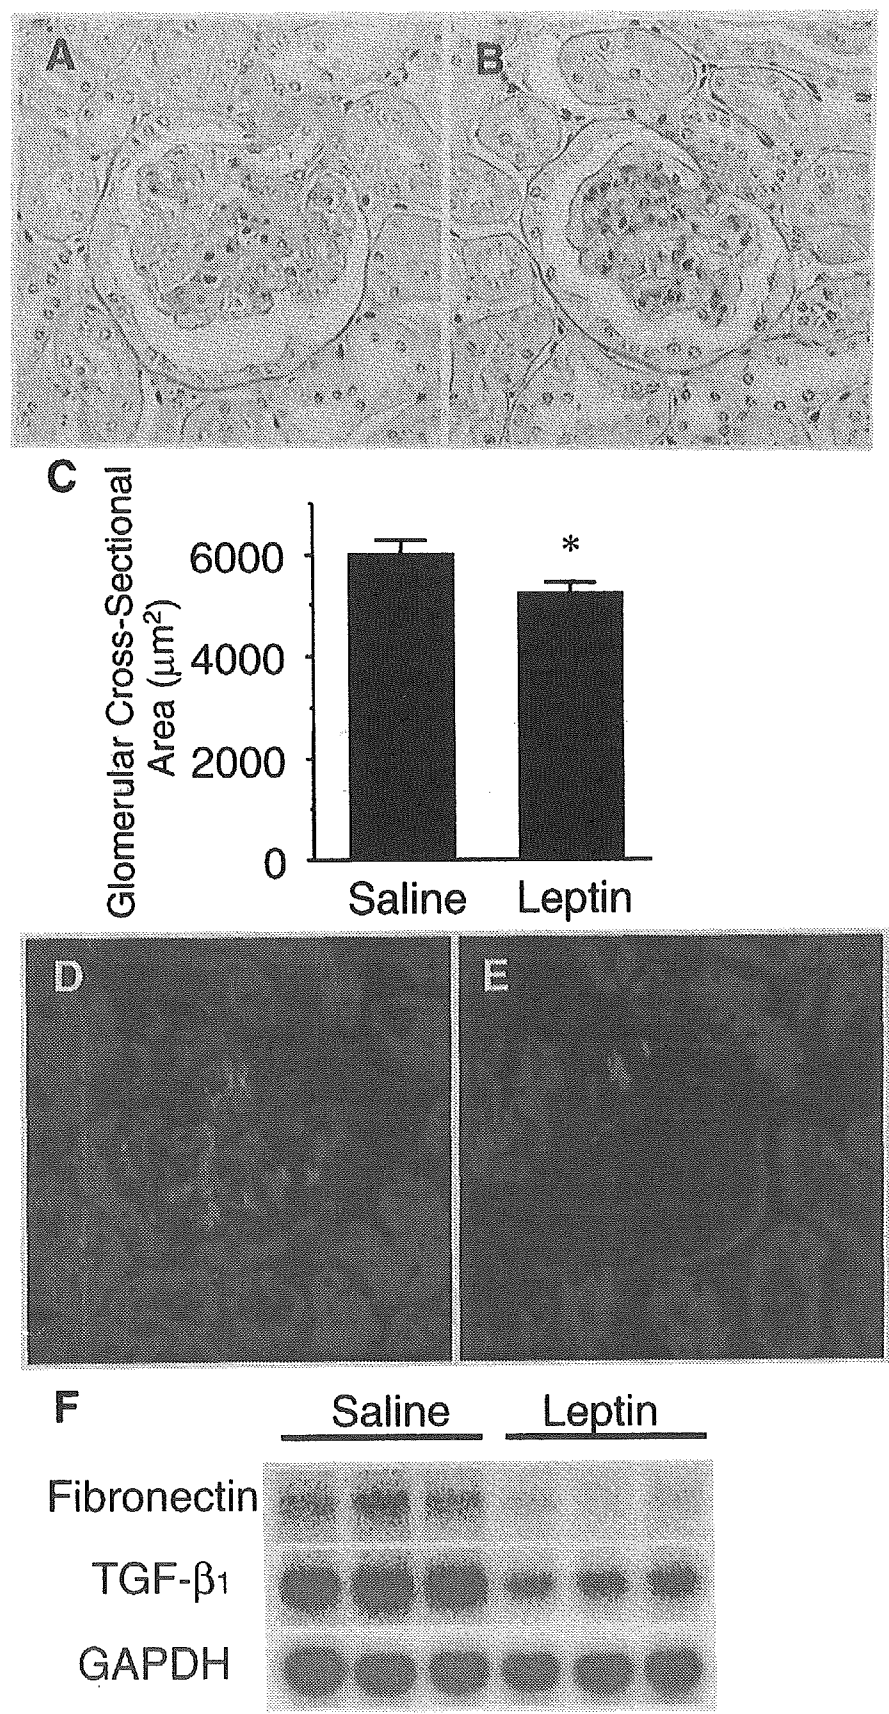 A
B
C
Glomerular Cross-Sectional
Area (μm²)
6000
4000
2000
0
*
Saline
Leptin
D
E
F
Saline
Leptin
Fibronectin
TGF-β1
GAPDH